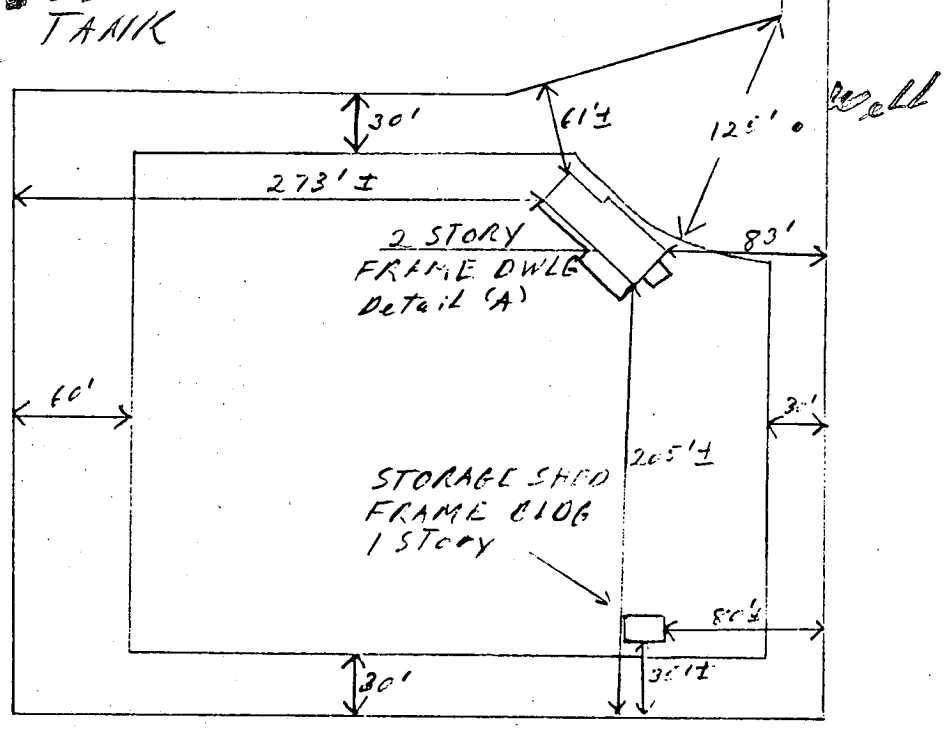 TANK
Well
30'
61'±
125'
273'±
83'
2 STORY
FRAME DWLG
Detail (A)
60'
30'
205'±
STORAGE SHED
FRAME BLDG
1 STORY
80'±
30'